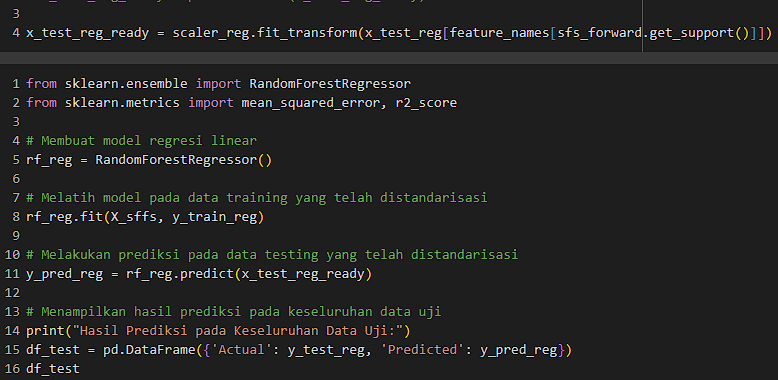 3
4 x_test_reg_ready = scaler_reg.fit_transform(x_test_reg[feature_names[sfs_forward.get_support()]])
1 from sklearn.ensemble import RandomForestRegressor
2 from sklearn.metrics import mean_squared_error, r2_score
3
4 # Membuat model regresi linear
5 rf_reg = RandomForestRegressor()
6
7 # Melatih model pada data training yang telah distandarisasi
8 rf_reg.fit(X_sffs, y_train_reg)
9
10 # Melakukan prediksi pada data testing yang telah distandarisasi
11 y_pred_reg = rf_reg.predict(x_test_reg_ready)
12
13 # Menampilkan hasil prediksi pada keseluruhan data uji
14 print("Hasil Prediksi pada Keseluruhan Data Uji:")
15 df_test = pd.DataFrame({'Actual': y_test_reg, 'Predicted': y_pred_reg})
16 df_test